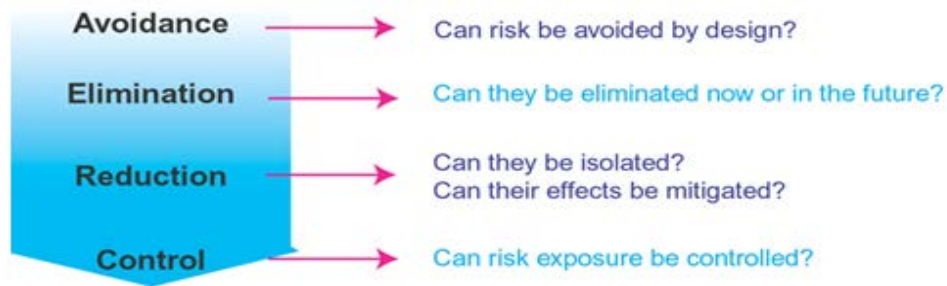 Avoidance
Can risk be avoided by design?
Elimination
Can they be eliminated now or in the future?
Reduction
Can they be isolated?
Can their effects be mitigated?
Control
Can risk exposure be controlled?